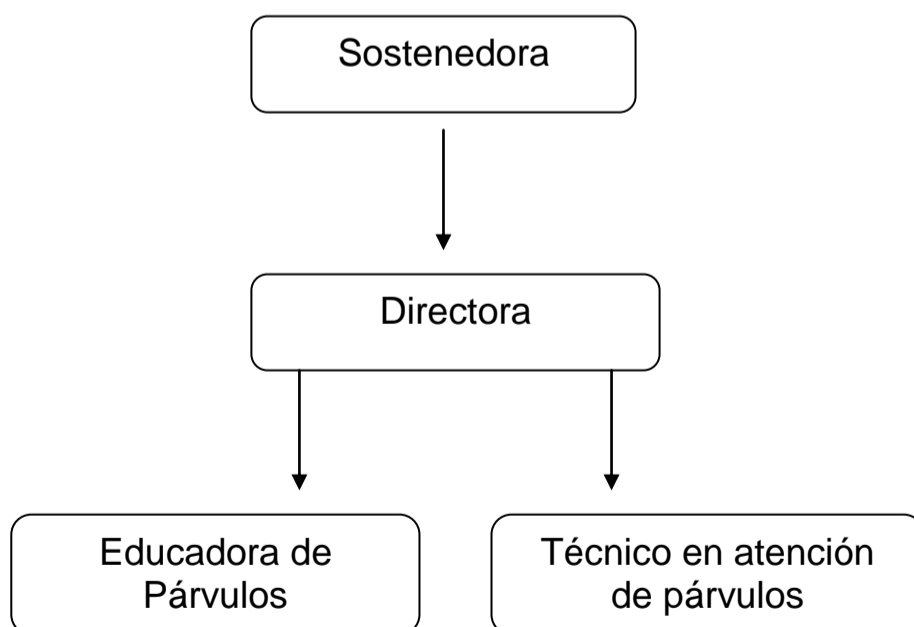 Sostenedora
Directora
Educadora de
Párvulos
Técnico en atención
de párvulos